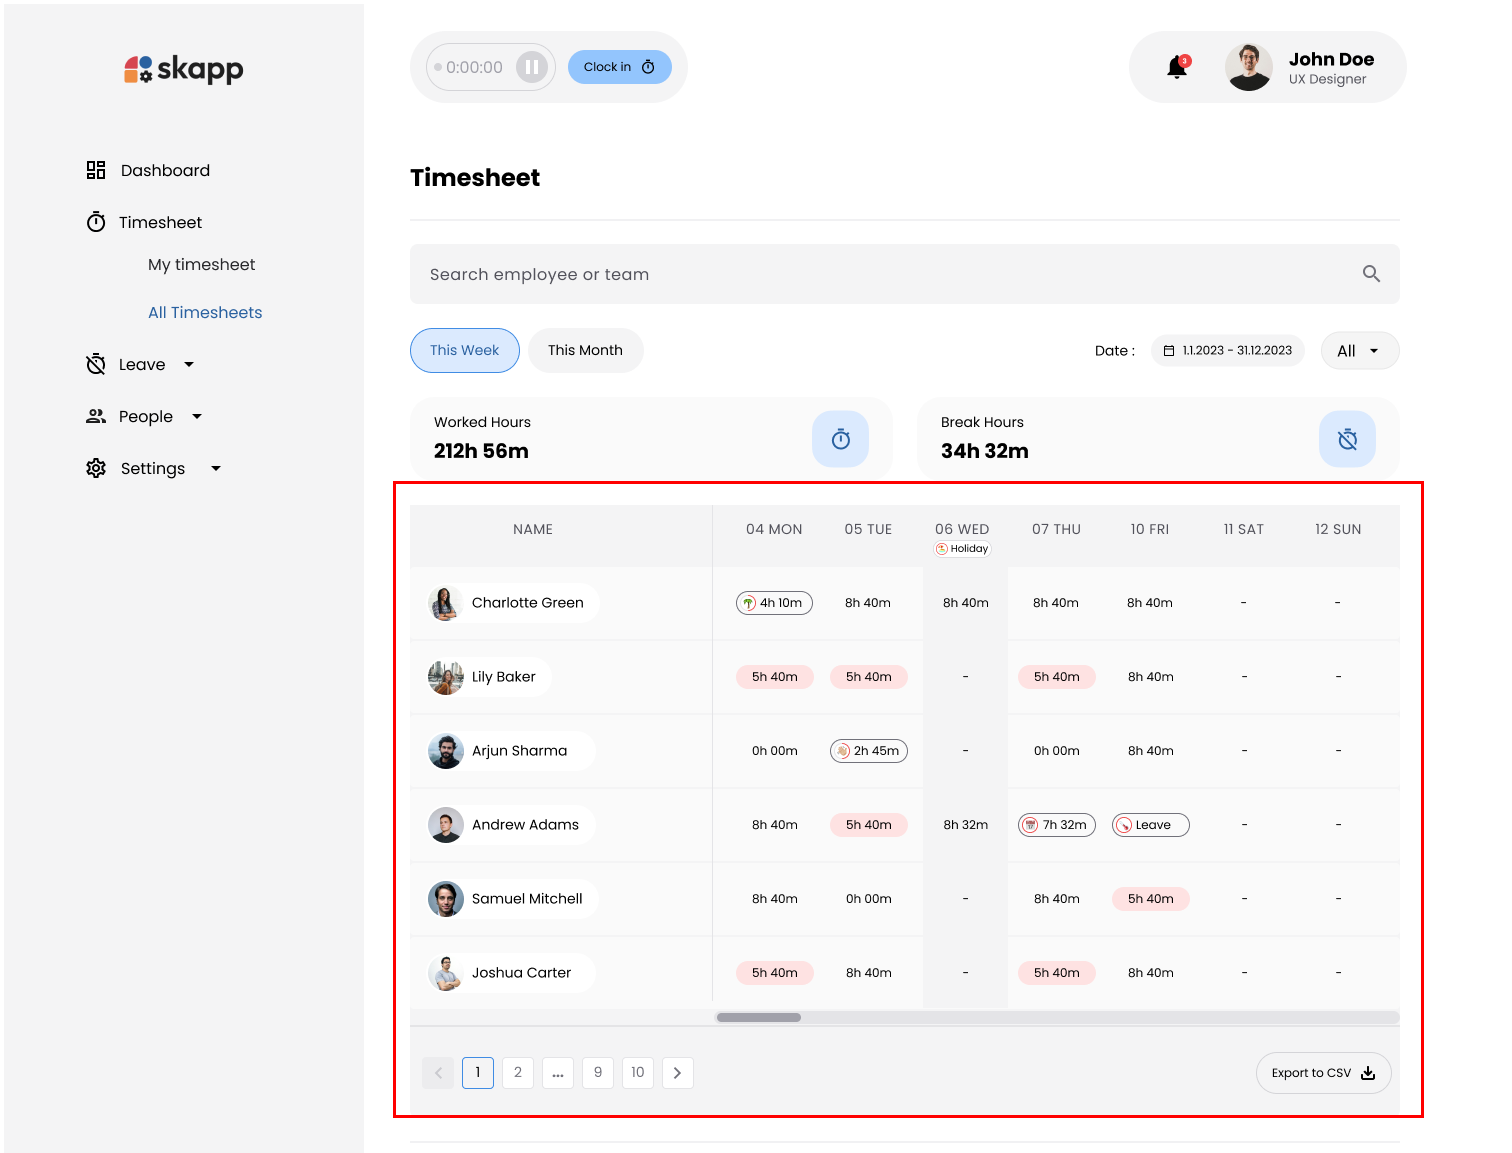 skapp
0:00:00
Clock in
3
John Doe
UX Designer
Dashboard
Timesheet
My timesheet
All Timesheets
Leave
People
Settings
Timesheet
Search employee or team
This Week
This Month
Date :
1.1.2023 - 31.12.2023
All
Worked Hours
212h 56m
Break Hours
34h 32m
NAME 04 MON 05 TUE 06 WED 07 THU 10 FRI 11 SAT 12 SUN
Holiday
Charlotte Green 4h 10m 8h 40m 8h 40m 8h 40m 8h 40m - -
Lily Baker 5h 40m 5h 40m - 5h 40m 8h 40m - -
Arjun Sharma 0h 00m 2h 45m - 0h 00m 8h 40m - -
Andrew Adams 8h 40m 5h 40m 8h 32m 7h 32m Leave - -
Samuel Mitchell 8h 40m 0h 00m - 8h 40m 5h 40m - -
Joshua Carter 5h 40m 8h 40m - 5h 40m 8h 40m - -
1 2 ... 9 10
Export to CSV